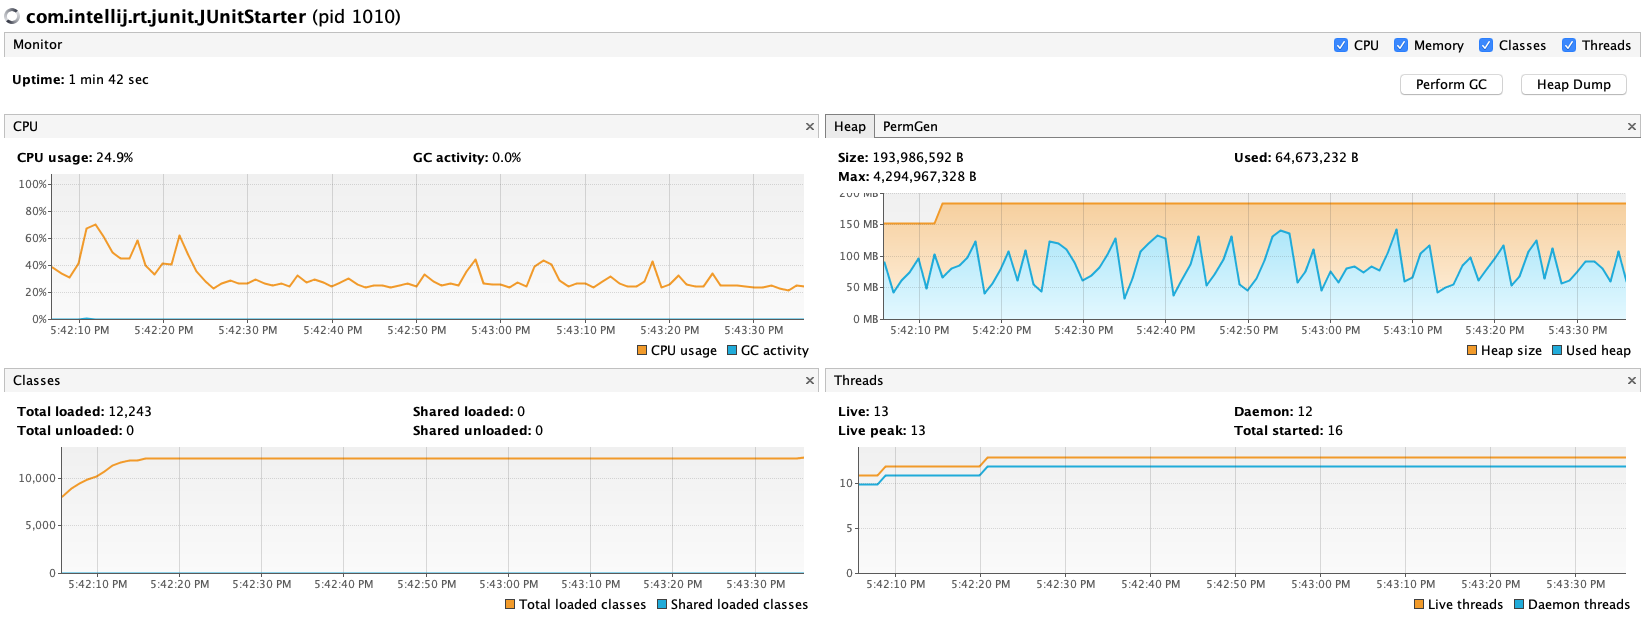 com.intellij.rt.junit.JUnitStarter (pid 1010)
Monitor
CPU Memory Classes Threads
Uptime: 1 min 42 sec
Perform GC Heap Dump
CPU
CPU usage: 24.9% GC activity: 0.0%
100%
80%
60%
40%
20%
0%
5:42:10 PM 5:42:20 PM 5:42:30 PM 5:42:40 PM 5:42:50 PM 5:43:00 PM 5:43:10 PM 5:43:20 PM 5:43:30 PM
CPU usage GC activity
Heap PermGen
Size: 193,986,592 B Used: 64,673,232 B
Max: 4,294,967,328 B
200 MB
150 MB
100 MB
50 MB
0 MB
5:42:10 PM 5:42:20 PM 5:42:30 PM 5:42:40 PM 5:42:50 PM 5:43:00 PM 5:43:10 PM 5:43:20 PM 5:43:30 PM
Heap size Used heap
Classes
Total loaded: 12,243 Shared loaded: 0
Total unloaded: 0 Shared unloaded: 0
10,000
5,000
0
5:42:10 PM 5:42:20 PM 5:42:30 PM 5:42:40 PM 5:42:50 PM 5:43:00 PM 5:43:10 PM 5:43:20 PM 5:43:30 PM
Total loaded classes Shared loaded classes
Threads
Live: 13 Daemon: 12
Live peak: 13 Total started: 16
10
5
0
5:42:10 PM 5:42:20 PM 5:42:30 PM 5:42:40 PM 5:42:50 PM 5:43:00 PM 5:43:10 PM 5:43:20 PM 5:43:30 PM
Live threads Daemon threads